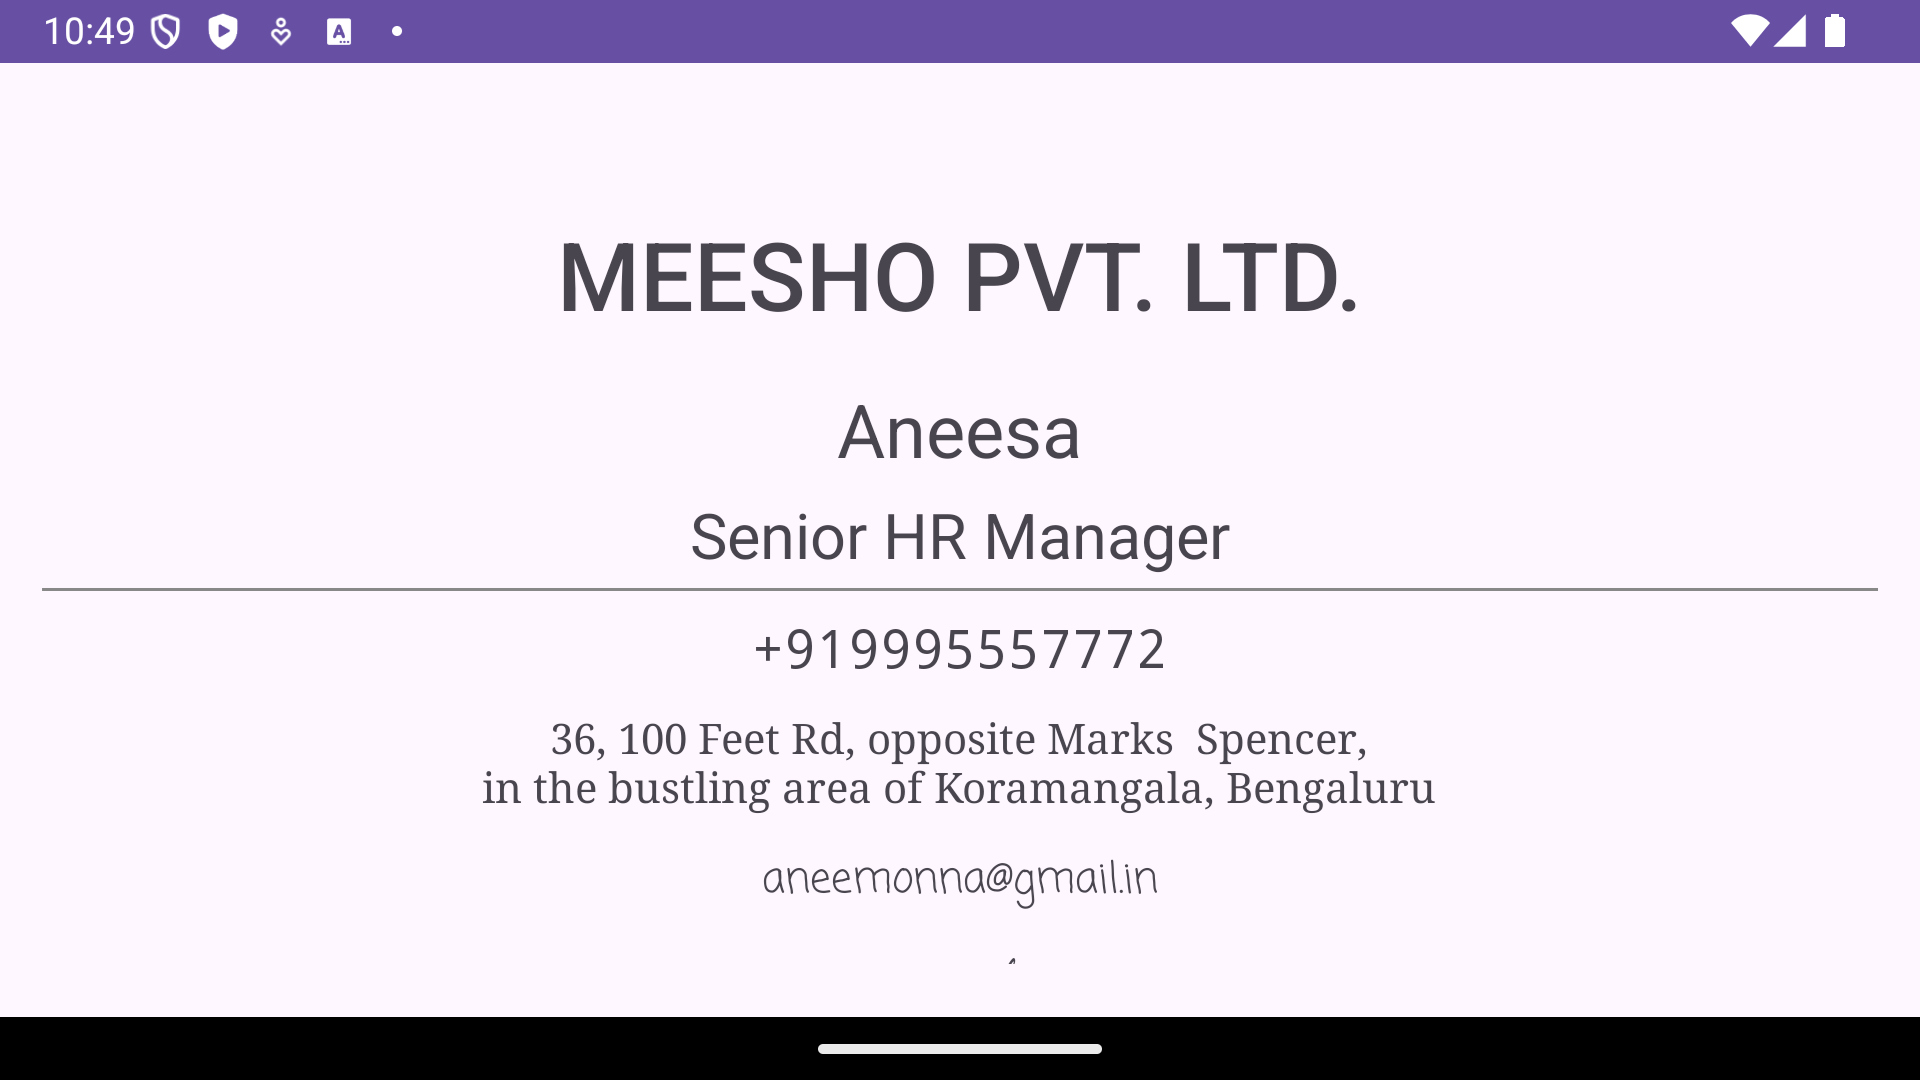 10:49
MEESHO PVT. LTD.
Aneesa
Senior HR Manager
+919995557772
36, 100 Feet Rd, opposite Marks  Spencer,
in the bustling area of Koramangala, Bengaluru
aneemonna@gmail.in